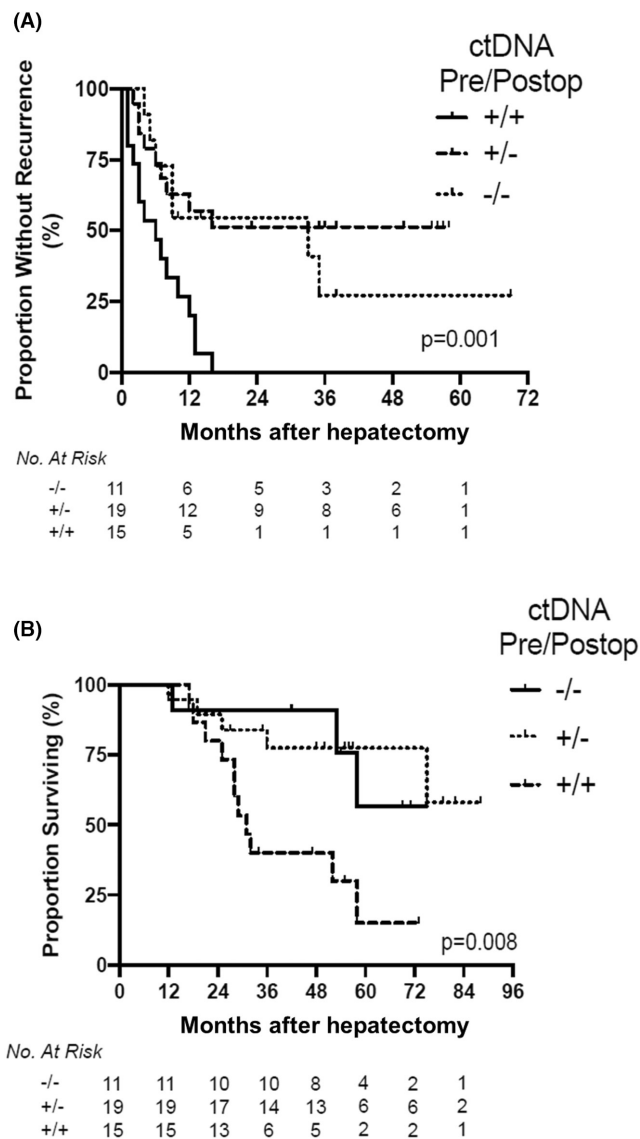 (A)
ctDNA
Pre/Postop
+/+
+/-
-/-
Proportion Without Recurrence
(%)
100
75
50
25
0
p=0.001
0 12 24 36 48 60 72
Months after hepatectomy
No. At Risk
-/- 11 6 5 3 2 1
+/- 19 12 9 8 6 1
+/+ 15 5 1 1 1 1
(B)
ctDNA
Pre/Postop
-/-
+/-
+/+
Proportion Surviving (%)
100
75
50
25
0
p=0.008
0 12 24 36 48 60 72 84 96
Months after hepatectomy
No. At Risk
-/- 11 11 10 10 8 4 2 1
+/- 19 19 17 14 13 6 6 2
+/+ 15 15 13 6 5 2 2 1